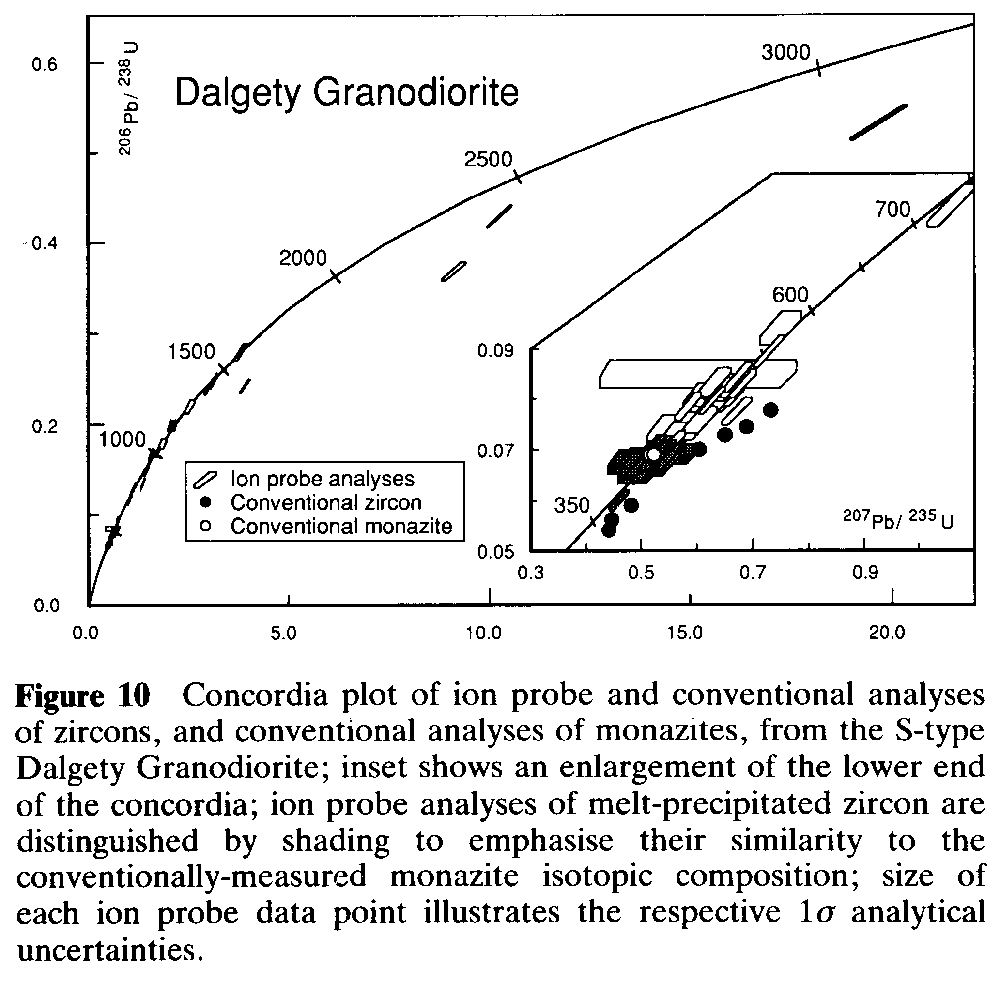 0.6
0.4
0.2
0.0
206Pb/ 238U
Dalgety Granodiorite
3000
2500
2000
1500
1000
700
600
350
0.09
0.07
0.05
0.3 0.5 0.7 0.9
207Pb/ 235U
Ion probe analyses
Conventional zircon
Conventional monazite
0.0 5.0 10.0 15.0 20.0
Figure 10 Concordia plot of ion probe and conventional analyses
of zircons, and conventional analyses of monazites, from the S-type
Dalgety Granodiorite; inset shows an enlargement of the lower end
of the concordia; ion probe analyses of melt-precipitated zircon are
distinguished by shading to emphasise their similarity to the
conventionally-measured monazite isotopic composition; size of
each ion probe data point illustrates the respective 1σ analytical
uncertainties.